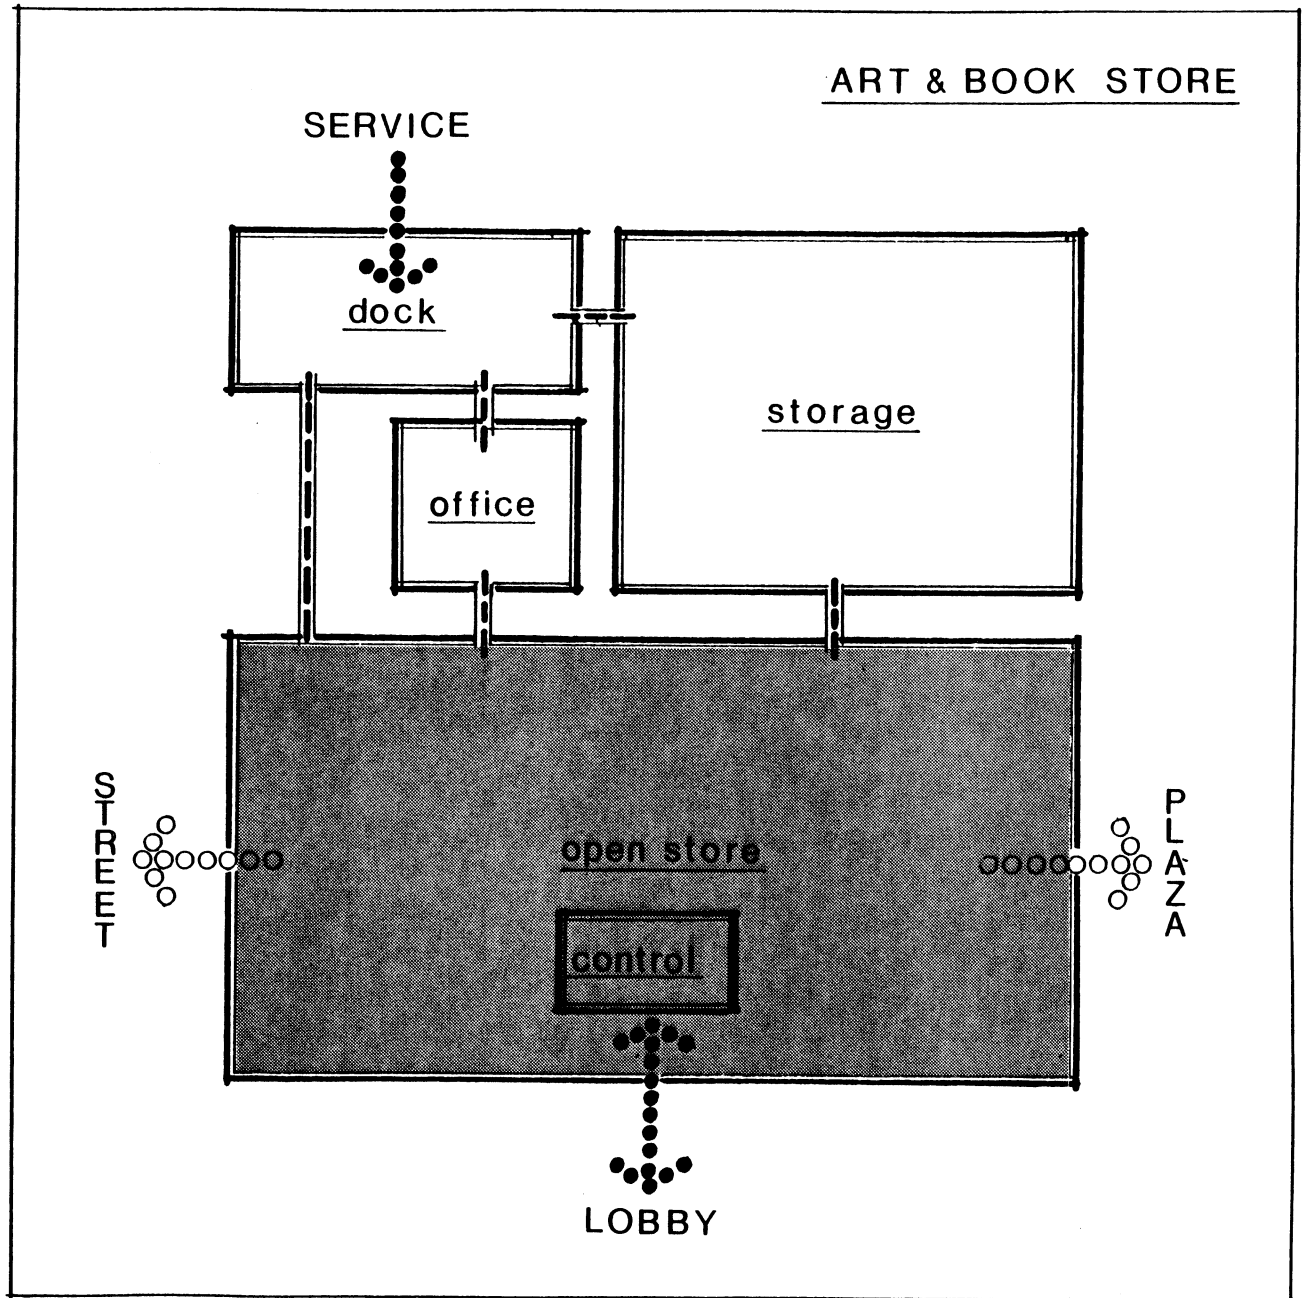 ART & BOOK STORE
SERVICE
dock
storage
office
STREET
PLAZA
open store
control
LOBBY